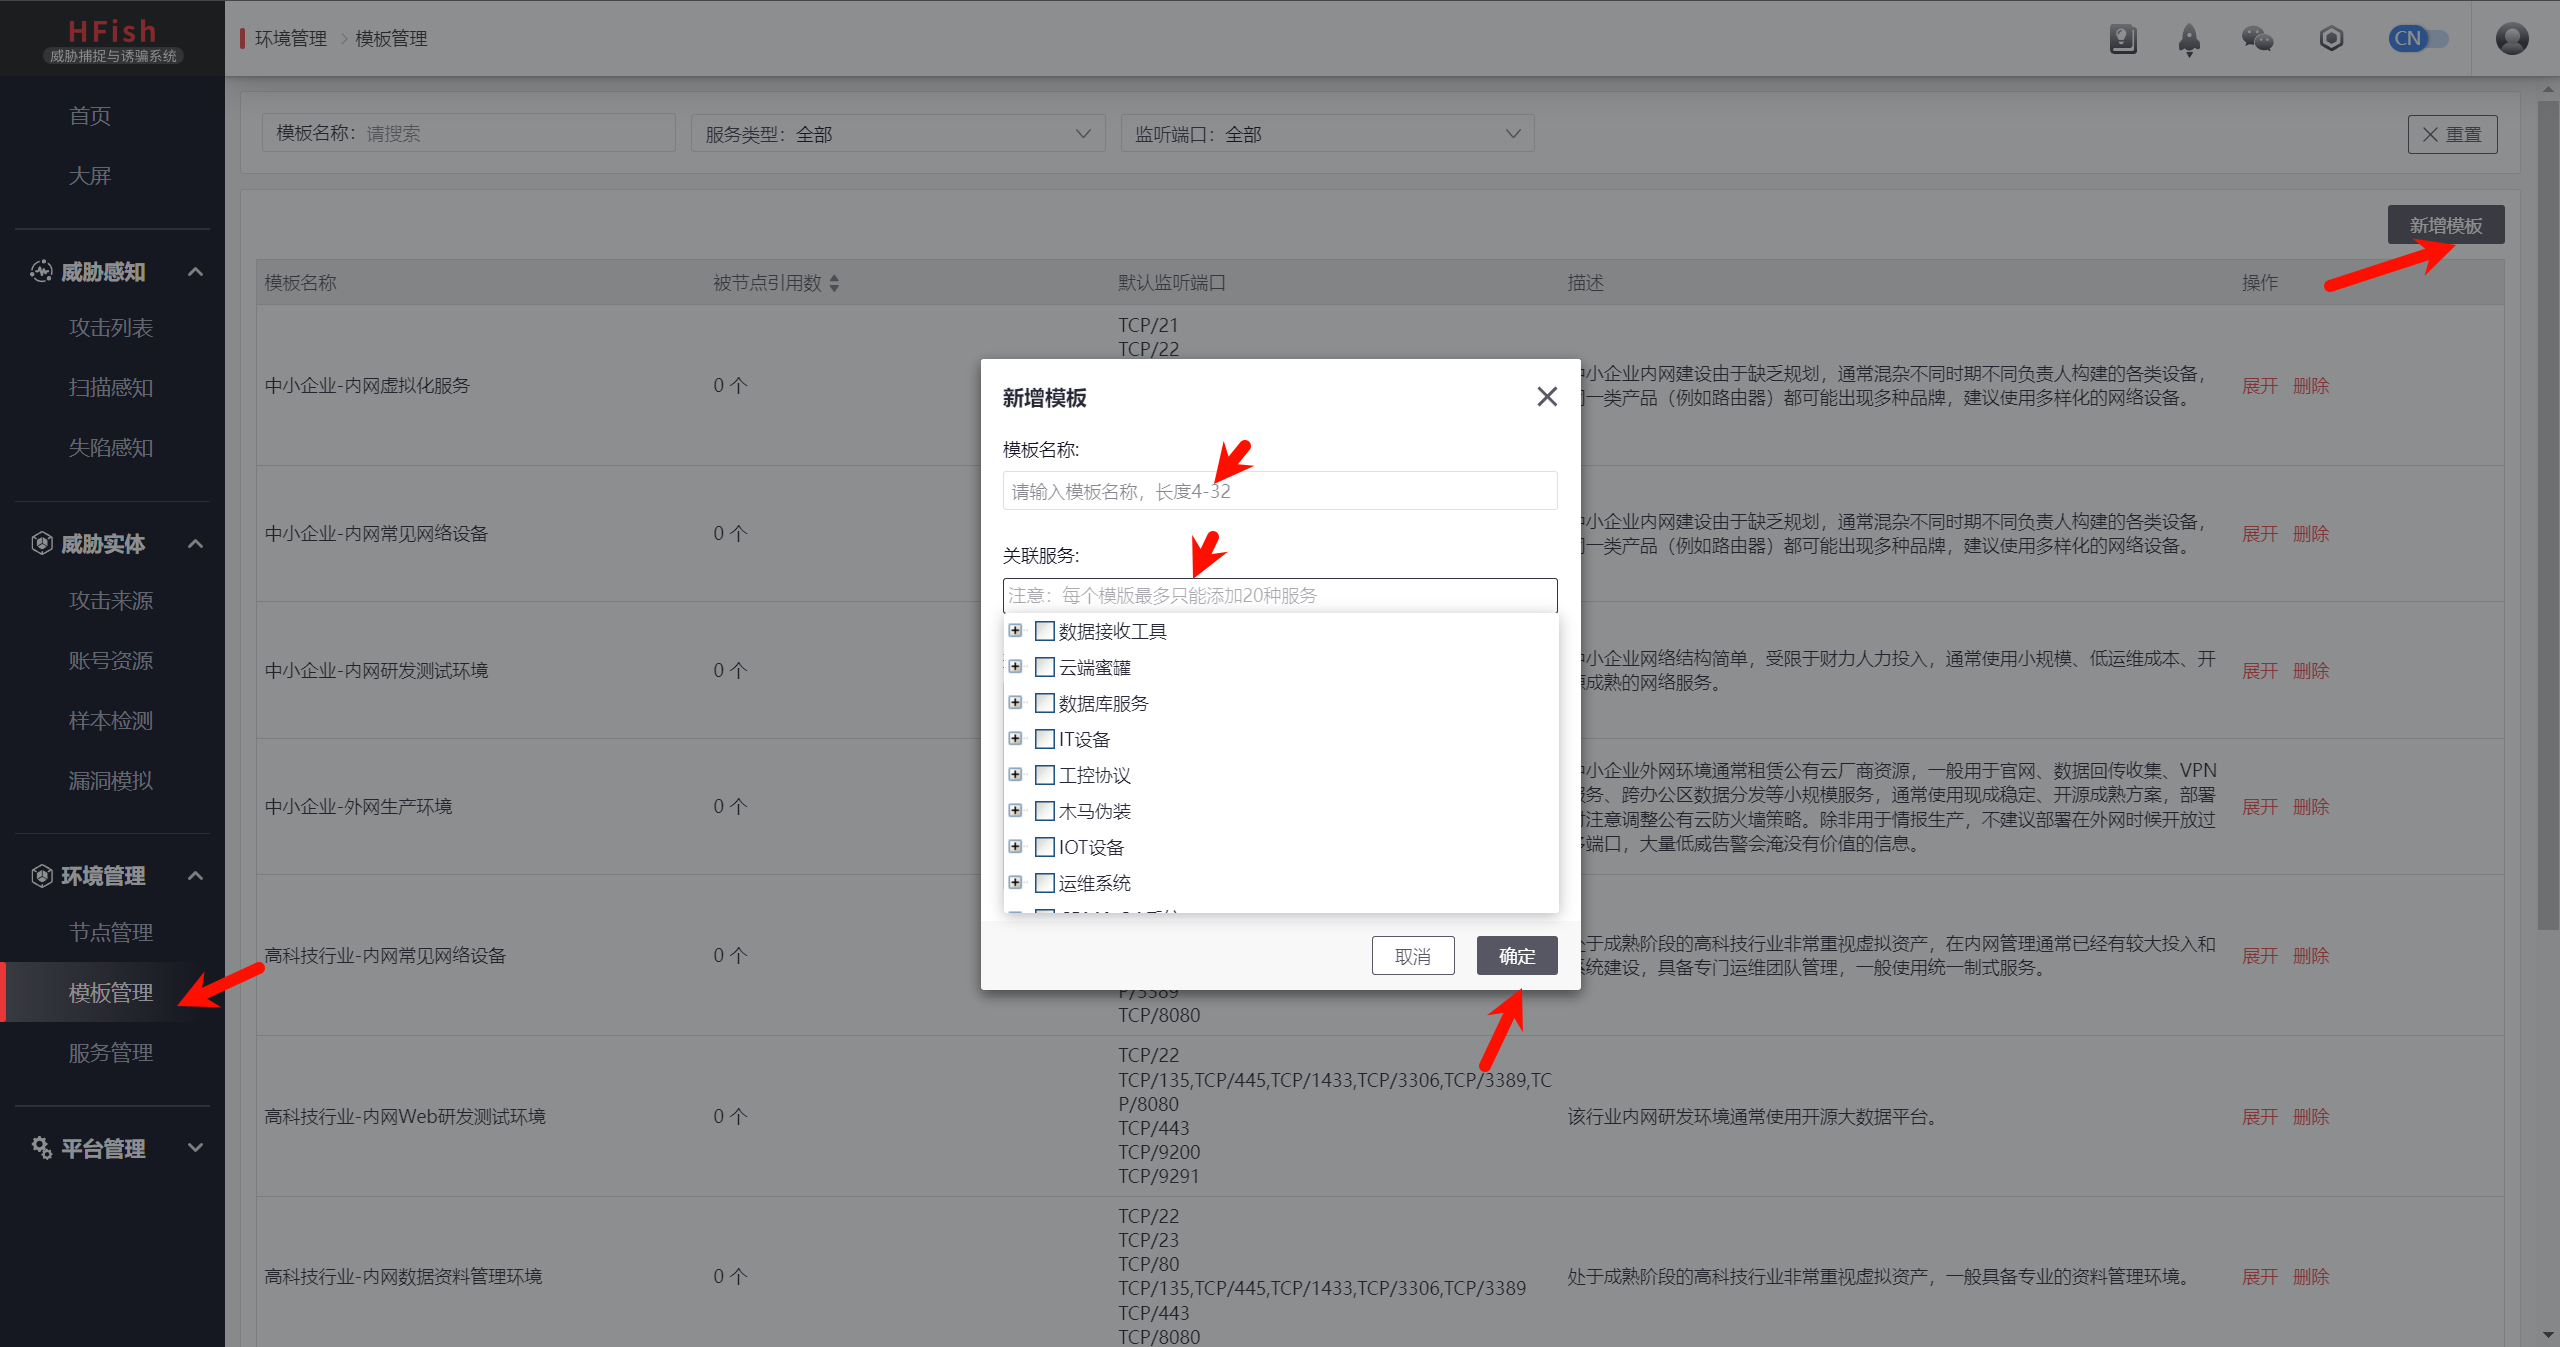 HFish
威胁捕捉与诱骗系统
首页
大屏
威胁感知
攻击列表
扫描感知
失陷感知
威胁实体
攻击来源
账号资源
样本检测
漏洞模拟
环境管理
节点管理
模板管理
服务管理
平台管理
环境管理 > 模板管理
CN
模板名称： 请搜索
服务类型： 全部
监听端口： 全部
重置
新增模板
模板名称 被节点引用数 默认监听端口 描述 操作
中小企业-内网虚拟化服务 0 个
TCP/21
TCP/22
小企业内网建设由于缺乏规划，通常混杂不同时期不同负责人构建的各类设备，
一类产品（例如路由器）都可能出现多种品牌，建议使用多样化的网络设备。
展开 删除
中小企业-内网常见网络设备 0 个
小企业内网建设由于缺乏规划，通常混杂不同时期不同负责人构建的各类设备，
一类产品（例如路由器）都可能出现多种品牌，建议使用多样化的网络设备。
展开 删除
中小企业-内网研发测试环境 0 个
小企业网络结构简单，受限于财力人力投入，通常使用小规模、低运维成本、开
成熟的网络服务。
展开 删除
中小企业-外网生产环境 0 个
小企业外网环境通常租赁公有云厂商资源，一般用于官网、数据回传收集、VPN
务、跨办公区数据分发等小规模服务，通常使用现成稳定、开源成熟方案，部署
注意调整公有云防火墙策略。除非用于情报生产，不建议部署在外网时候开放过
端口，大量低威告警会淹没有价值的信息。
展开 删除
高科技行业-内网常见网络设备 0 个
P/3389
TCP/8080
于成熟阶段的高科技行业非常重视虚拟资产，在内网管理通常已经有较大投入和
统建设，具备专门运维团队管理，一般使用统一制式服务。
展开 删除
高科技行业-内网Web研发测试环境 0 个
TCP/22
TCP/135,TCP/445,TCP/1433,TCP/3306,TCP/3389,TC
P/8080
TCP/443
TCP/9200
TCP/9291
该行业内网研发环境通常使用开源大数据平台。
展开 删除
高科技行业-内网数据资料管理环境 0 个
TCP/22
TCP/23
TCP/80
TCP/135,TCP/445,TCP/1433,TCP/3306,TCP/3389
TCP/443
TCP/8080
处于成熟阶段的高科技行业非常重视虚拟资产，一般具备专业的资料管理环境。
展开 删除
新增模板
模板名称:
请输入模板名称，长度4-32
关联服务:
注意：每个模版最多只能添加20种服务
数据接收工具
云端蜜罐
数据库服务
IT设备
工控协议
木马伪装
IOT设备
运维系统
取消
确定